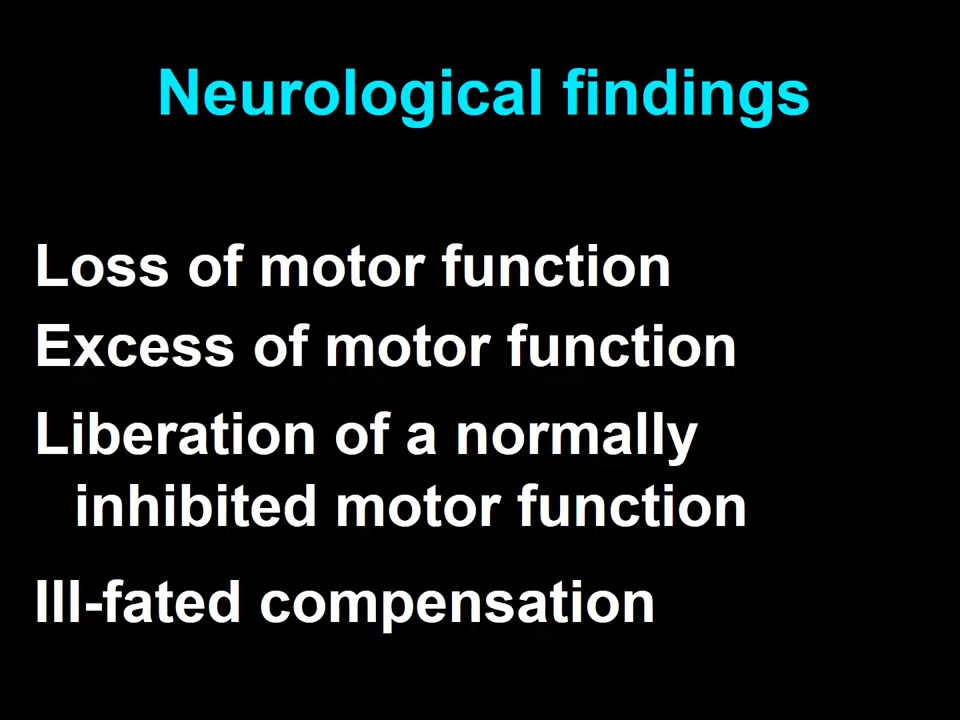 Neurological findings
Loss of motor function
Excess of motor function
Liberation of a normally
inhibited motor function
Ill-fated compensation